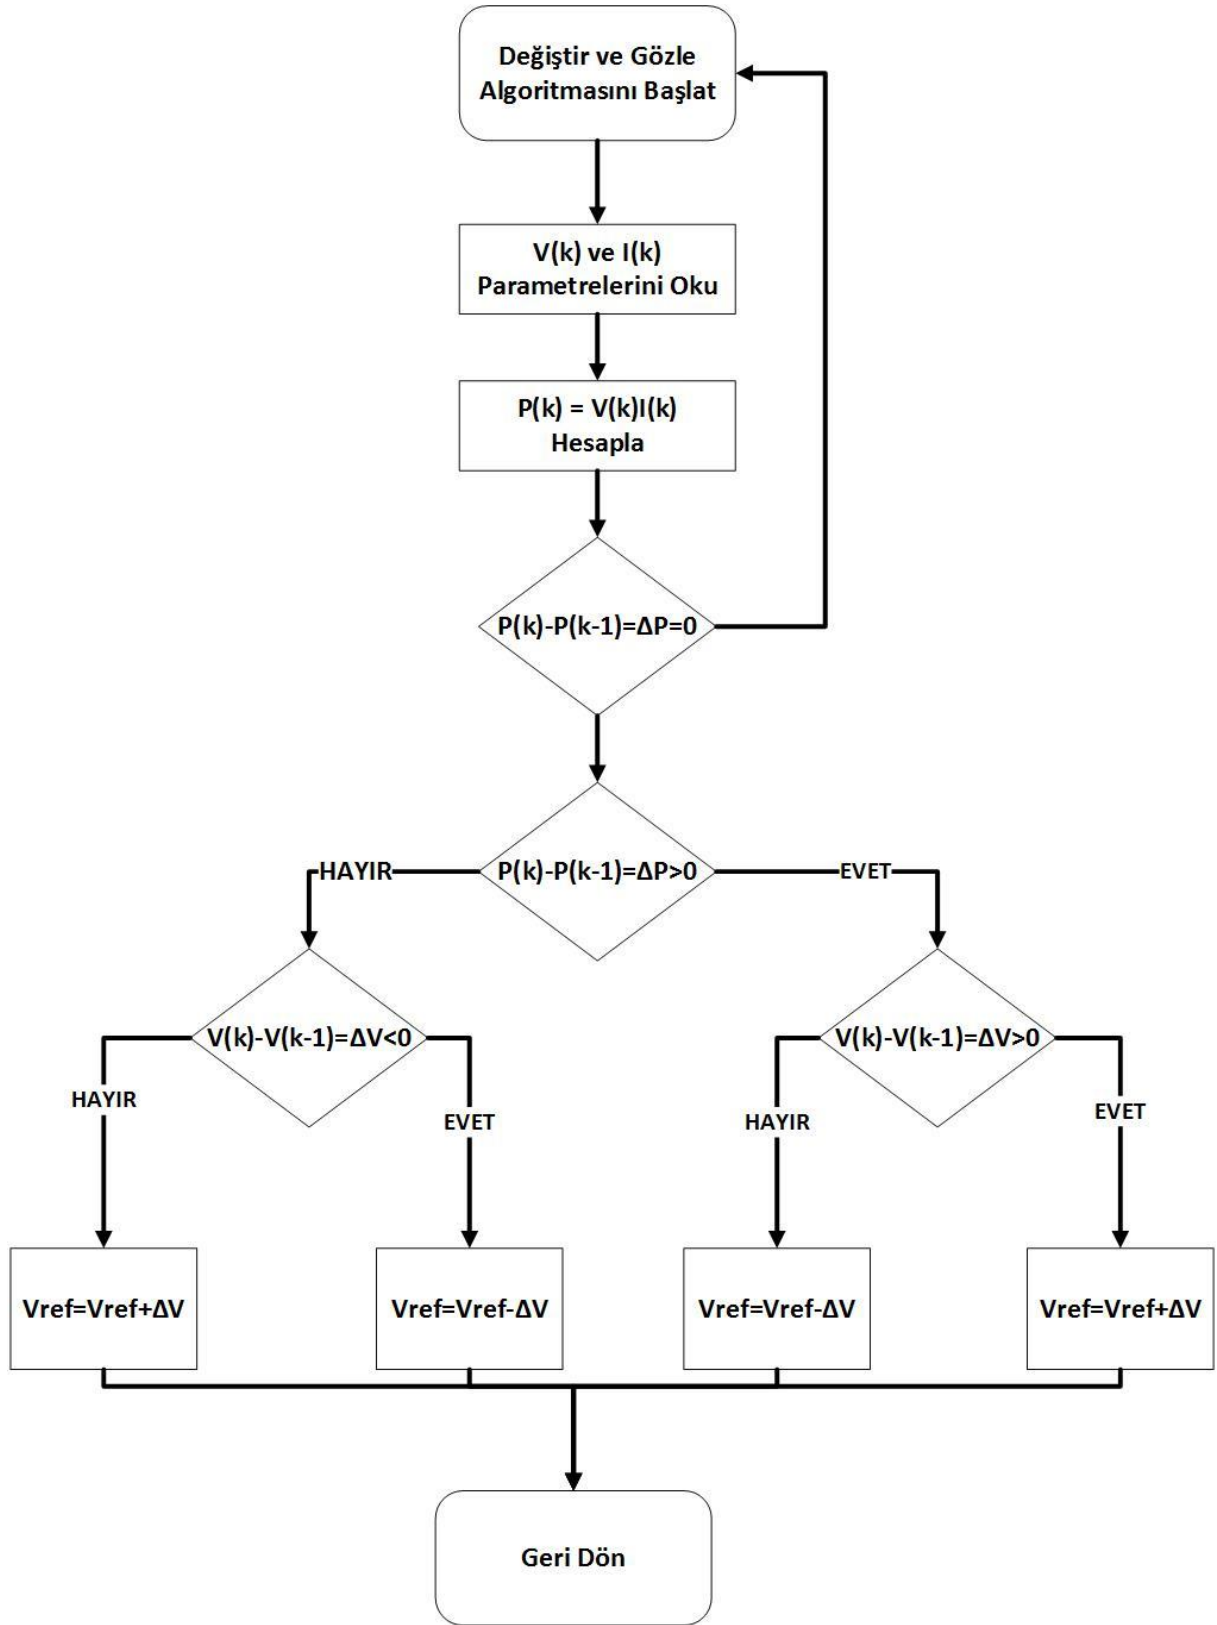 Değiştir ve Gözle
Algoritmasını Başlat
V(k) ve I(k)
Parametrelerini Oku
P(k) = V(k)I(k)
Hesapla
P(k)-P(k-1)=ΔP=0
P(k)-P(k-1)=ΔP>0
HAYIR
EVET
V(k)-V(k-1)=ΔV<0
V(k)-V(k-1)=ΔV>0
HAYIR
EVET
HAYIR
EVET
Vref=Vref+ΔV
Vref=Vref-ΔV
Vref=Vref-ΔV
Vref=Vref+ΔV
Geri Dön